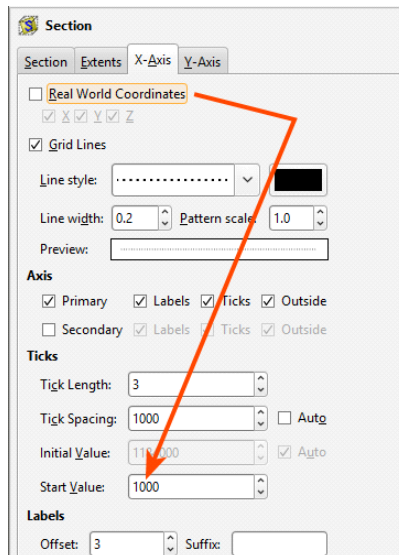 Section
Section Extents X-Axis Y-Axis
Real World Coordinates
X Y Z
Grid Lines
Line style:
Line width: 0.2 Pattern scale: 1.0
Preview:
Axis
Primary Labels Ticks Outside
Secondary Labels Ticks Outside
Ticks
Tick Length: 3
Tick Spacing: 1000 Auto
Initial Value: Auto
Start Value: 1000
Labels
Offset: 3 Suffix: